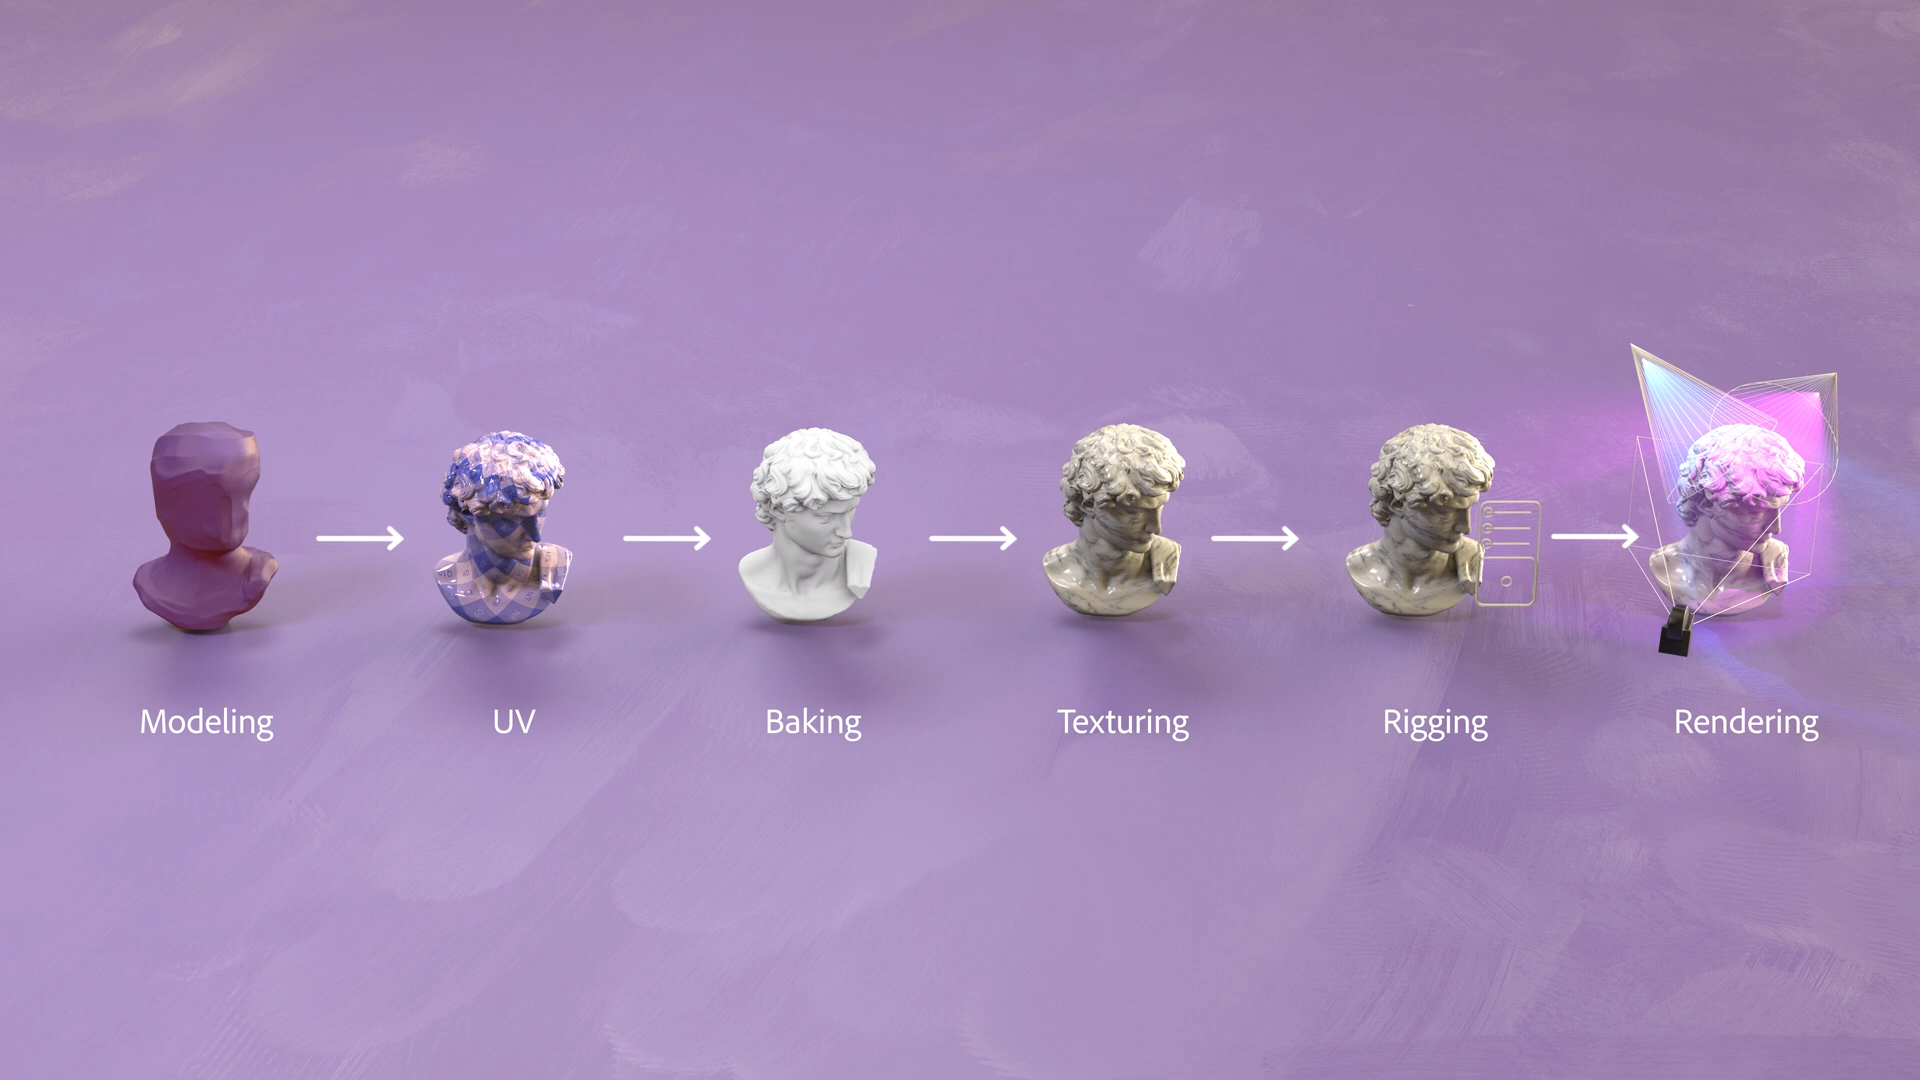 Modeling
UV
Baking
Texturing
Rigging
Rendering